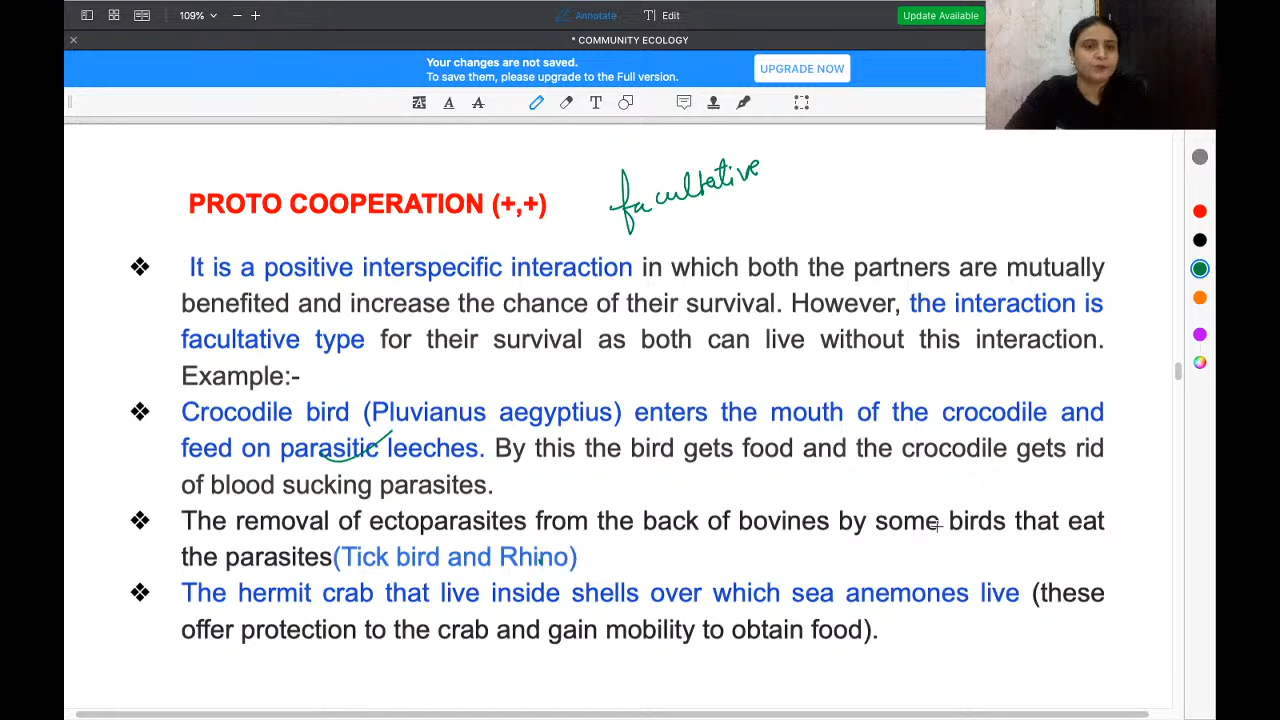 109%
Annotate
Edit
Update Available
* COMMUNITY ECOLOGY
Your changes are not saved.
To save them, please upgrade to the Full version.
UPGRADE NOW
facultative
PROTO COOPERATION (+,+)
❖ It is a positive interspecific interaction in which both the partners are mutually
benefited and increase the chance of their survival. However, the interaction is
facultative type for their survival as both can live without this interaction.
Example:-
❖ Crocodile bird (Pluvianus aegyptius) enters the mouth of the crocodile and
feed on parasitic leeches. By this the bird gets food and the crocodile gets rid
of blood sucking parasites.
❖ The removal of ectoparasites from the back of bovines by some birds that eat
the parasites(Tick bird and Rhino)
❖ The hermit crab that live inside shells over which sea anemones live (these
offer protection to the crab and gain mobility to obtain food).